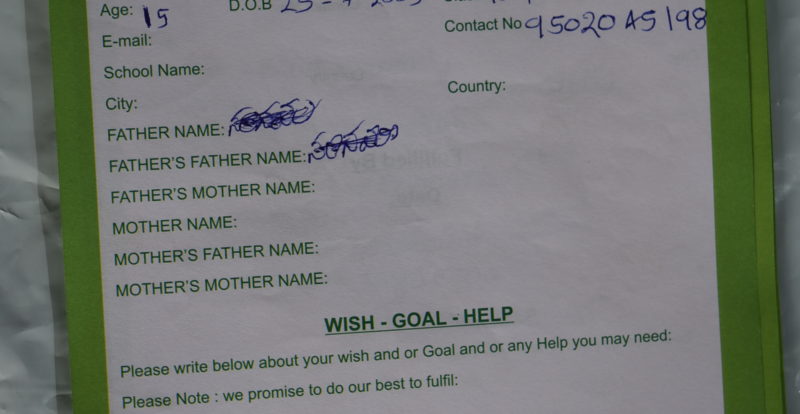 Age: 15 D.O.B 25 - 7
Contact No 95020 45198
E-mail:
School Name:
City: Country:
FATHER NAME:
FATHER'S FATHER NAME:
FATHER'S MOTHER NAME:
MOTHER NAME:
MOTHER'S FATHER NAME:
MOTHER'S MOTHER NAME:
WISH - GOAL - HELP
Please write below about your wish and or Goal and or any Help you may need:
Please Note : we promise to do our best to fulfil: